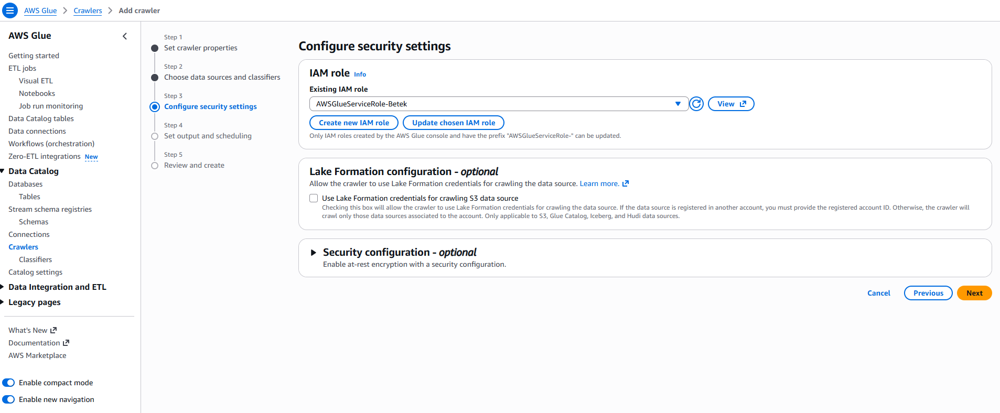 AWS Glue > Crawlers > Add crawler
AWS Glue
Getting started
ETL jobs
Visual ETL
Notebooks
Job run monitoring
Data Catalog tables
Data connections
Workflows (orchestration)
Zero-ETL integrations New
Data Catalog
Databases
Tables
Stream schema registries
Schemas
Connections
Crawlers
Classifiers
Catalog settings
Data Integration and ETL
Legacy pages
What's New
Documentation
AWS Marketplace
Enable compact mode
Enable new navigation
Step 1
Set crawler properties
Step 2
Choose data sources and classifiers
Step 3
Configure security settings
Step 4
Set output and scheduling
Step 5
Review and create
Configure security settings
IAM role Info
Existing IAM role
AWSGlueServiceRole-Betek
View
Create new IAM role
Update chosen IAM role
Only IAM roles created by the AWS Glue console and have the prefix "AWSGlueServiceRole-" can be updated.
Lake Formation configuration - optional
Allow the crawler to use Lake Formation credentials for crawling the data source. Learn more.
Use Lake Formation credentials for crawling S3 data source
Checking this box will allow the crawler to use Lake Formation credentials for crawling the data source. If the data source is registered in another account, you must provide the registered account ID. Otherwise, the crawler will
crawl only those data sources associated to the account. Only applicable to S3, Glue Catalog, Iceberg, and Hudi data sources.
Security configuration - optional
Enable at-rest encryption with a security configuration.
Cancel
Previous
Next